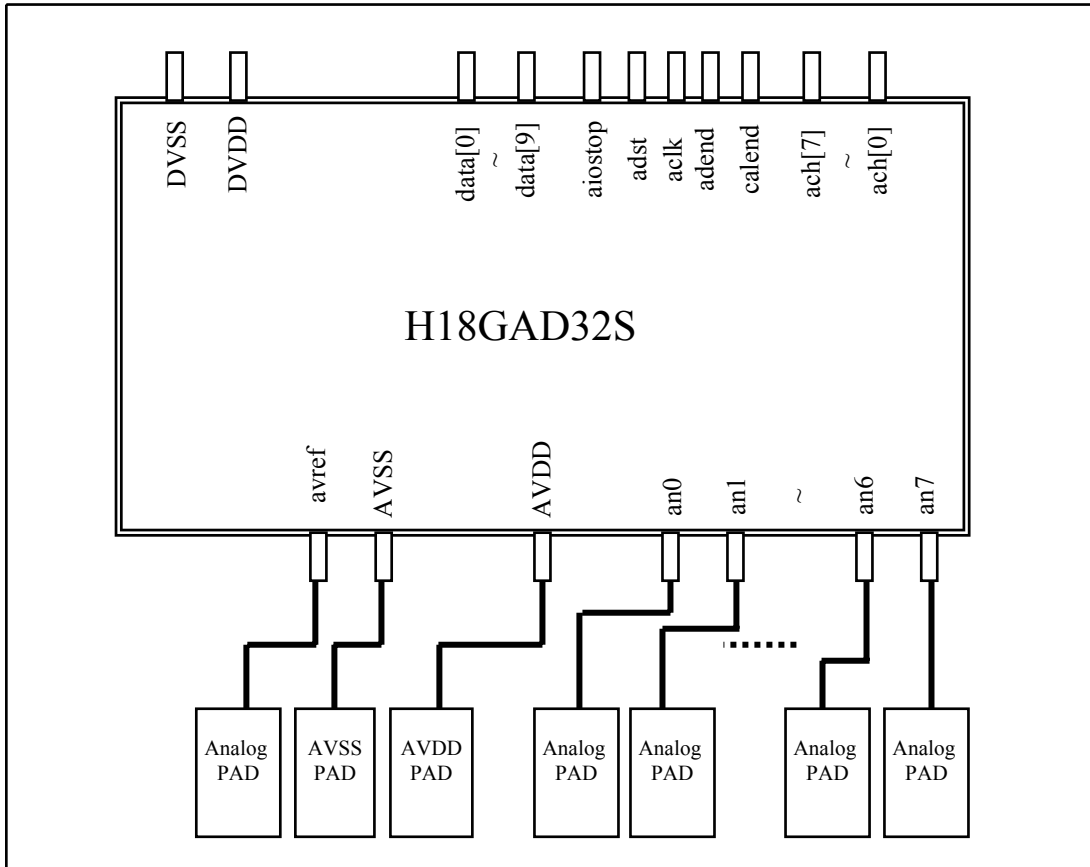 DVSS
DVDD
data[0]
~
data[9]
aiostop
adst
aclk
adend
calend
ach[7]
~
ach[0]
H18GAD32S
avref
AVSS
AVDD
an0
an1
~
an6
an7
Analog
PAD
AVSS
PAD
AVDD
PAD
Analog
PAD
Analog
PAD
Analog
PAD
Analog
PAD